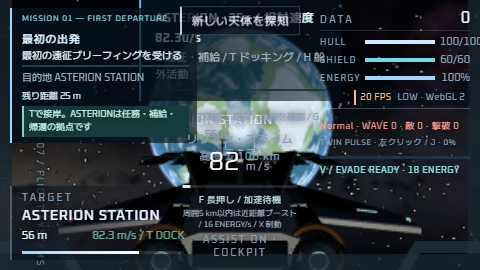 MISSION 01 — FIRST DEPARTURE
最初の出発
最初の遠征ブリーフィングを受ける
目的地 ASTERION STATION
残り距離 25 m
Tで接岸。ASTERIONは任務・補給・
帰還の拠点です
新しい天体を探知
速度
82.3
・補給 / T ドッキング / H 船
外活動
DATA
0
HULL
100/100
SHIELD
60/60
ENERGY
100%
20 FPS LOW · WebGL 2
Normal · WAVE 0 · 敵 0 · 撃破 0
TWIN PULSE · 左クリック / J · 0%
V / EVADE READY · 18 ENERGY
82 m/s
F 長押し / 加速待機
周囲5 km以内は近距離ブースト
/ 16 ENERGY/s / X 制動
ASSIST ON ·
COCKPIT
TARGET
ASTERION STATION
56 m
82.3 m/s / T DOCK